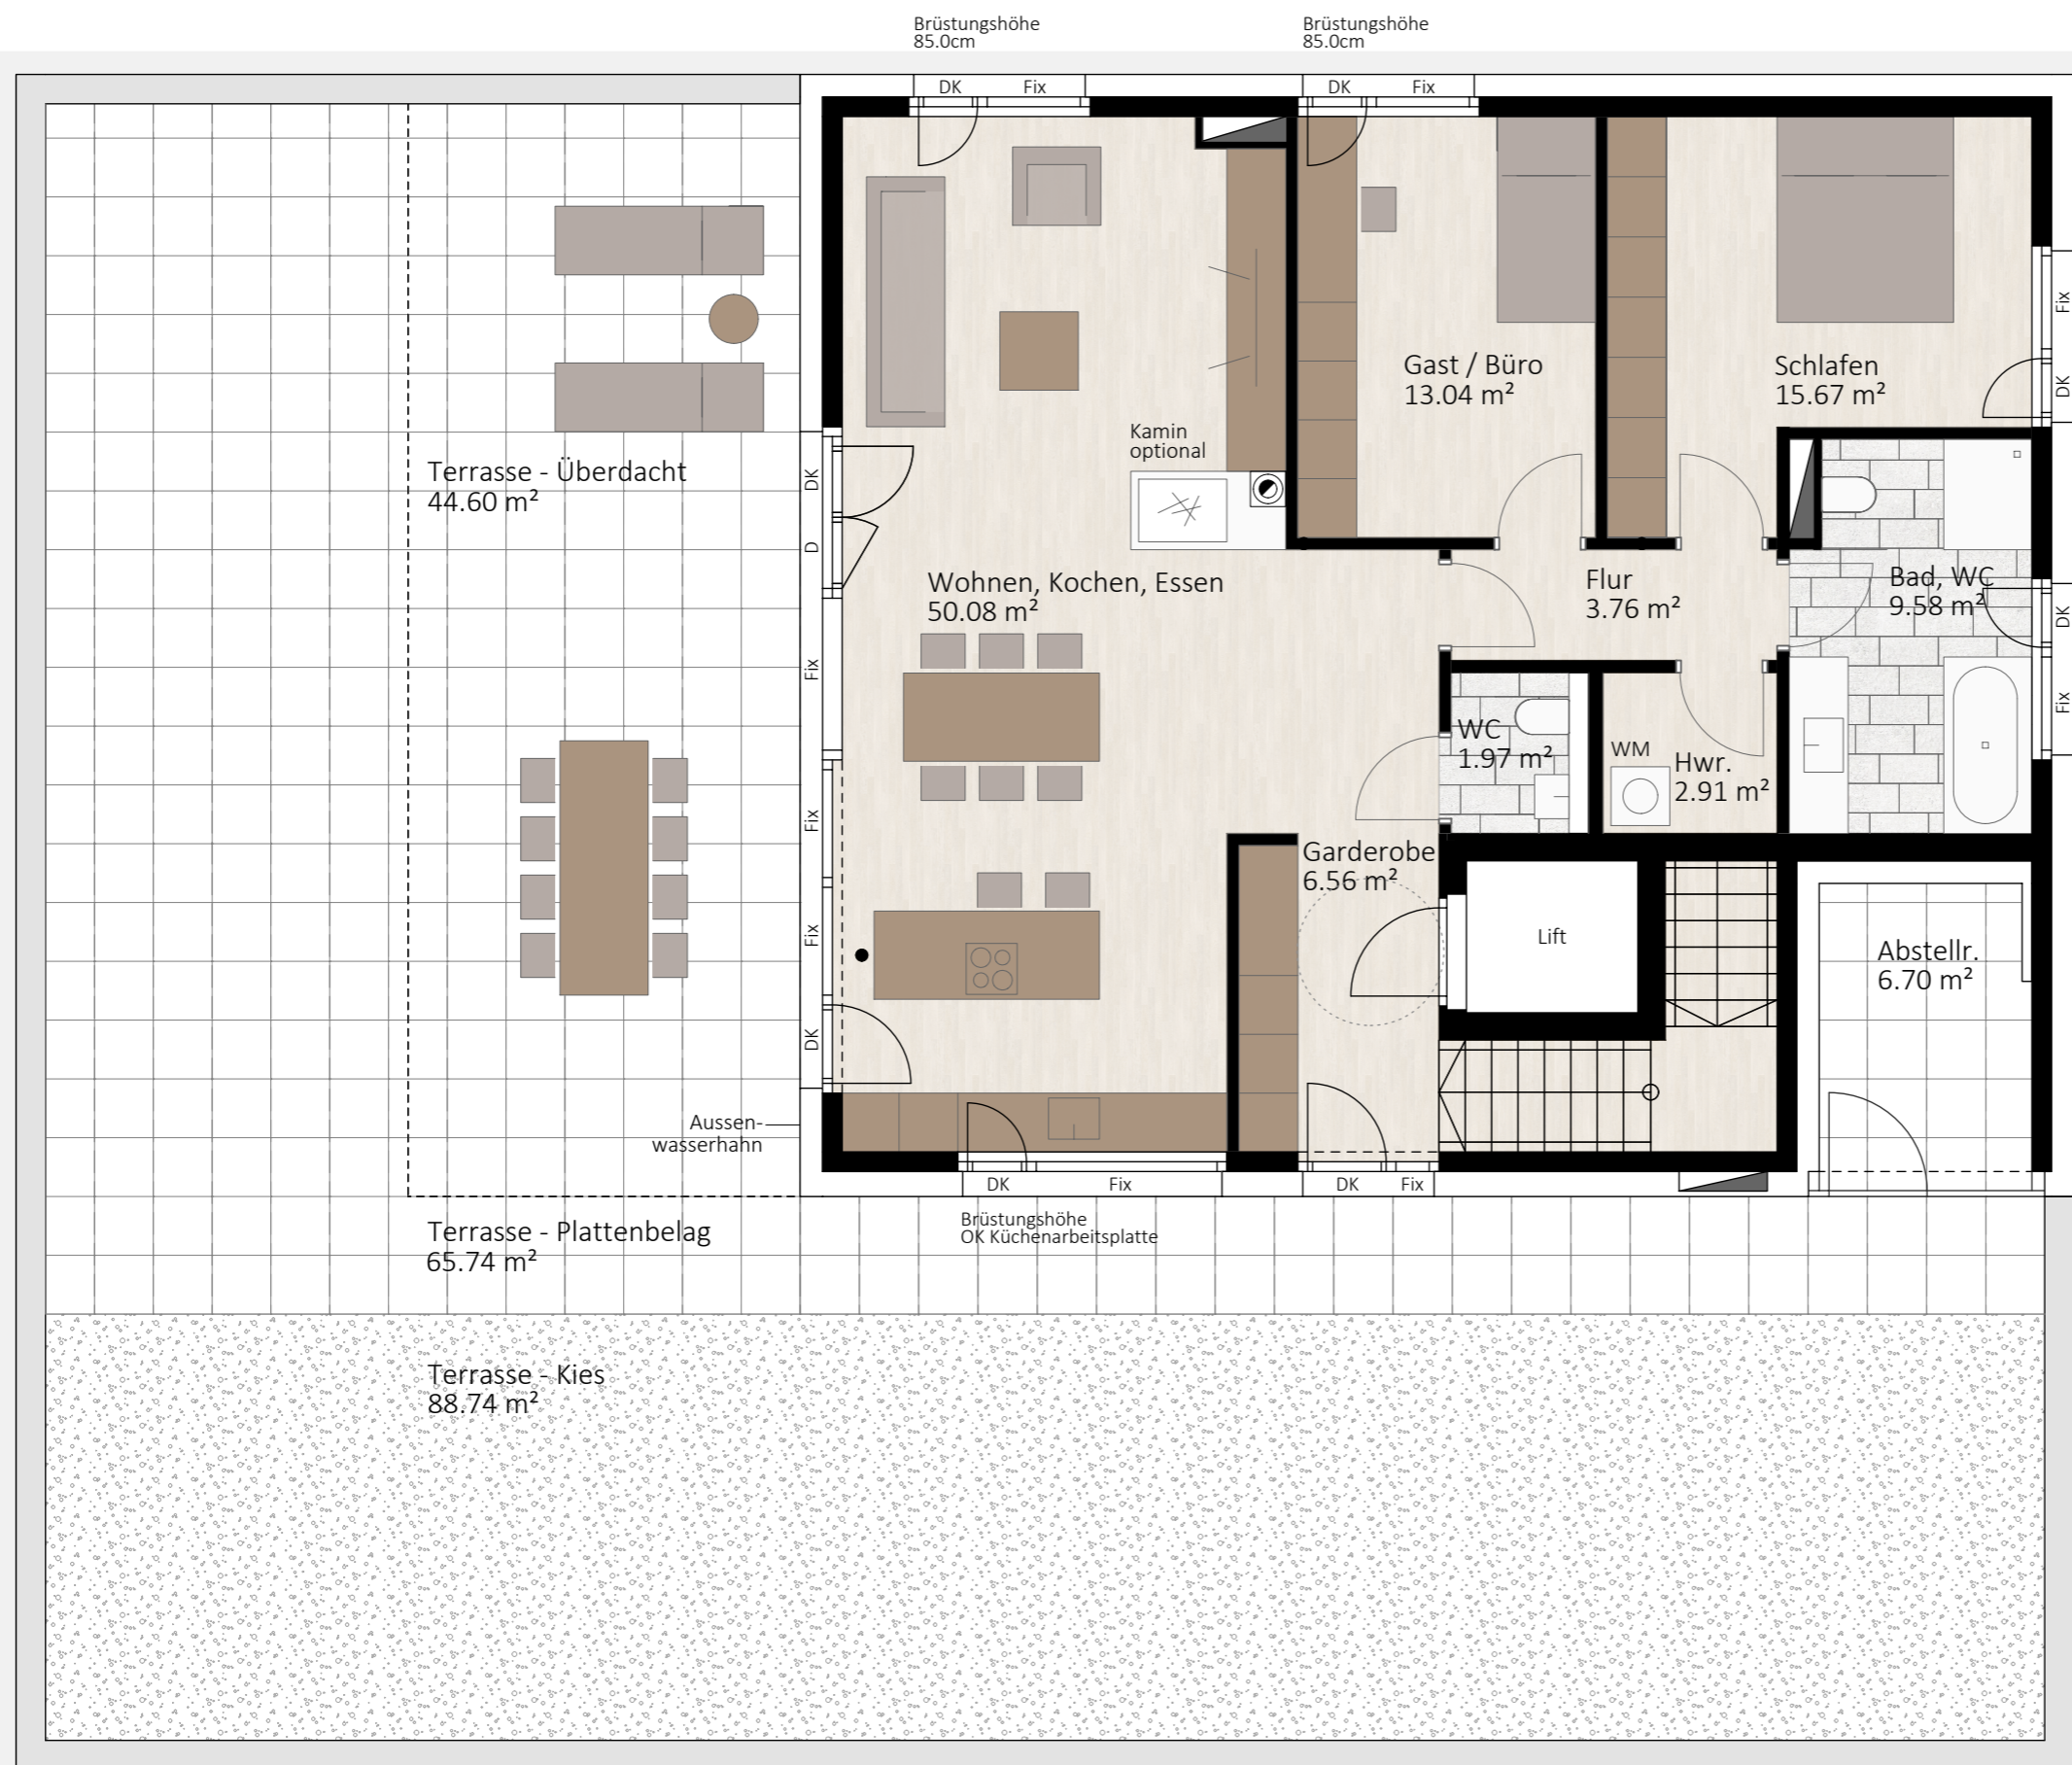 Brüstungshöhe
85.0cm
Brüstungshöhe
85.0cm
DK
Fix
DK
Fix
Fix
DK
Gast / Büro
13.04 m²
Schlafen
15.67 m²
Kamin
optional
Terrasse - Überdacht
44.60 m²
DK
D
Wohnen, Kochen, Essen
50.08 m²
Flur
3.76 m²
Bad, WC
9.58 m²
DK
Fix
Fix
WC
1.97 m²
WM
Hwr.
2.91 m²
Fix
Garderobe
6.56 m²
Fix
Lift
Abstellr.
6.70 m²
DK
Aussen-
wasserhahn
DK
Fix
DK
Fix
Brüstungshöhe
OK Küchenarbeitsplatte
Terrasse - Plattenbelag
65.74 m²
Terrasse - Kies
88.74 m²